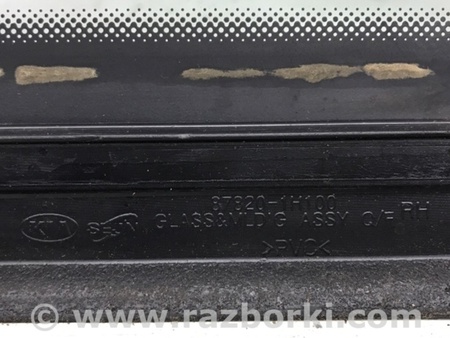 87820-1H100
KIA GLASS&MLD'G ASSY Q/F RH
>PVC<
www.razborki.com